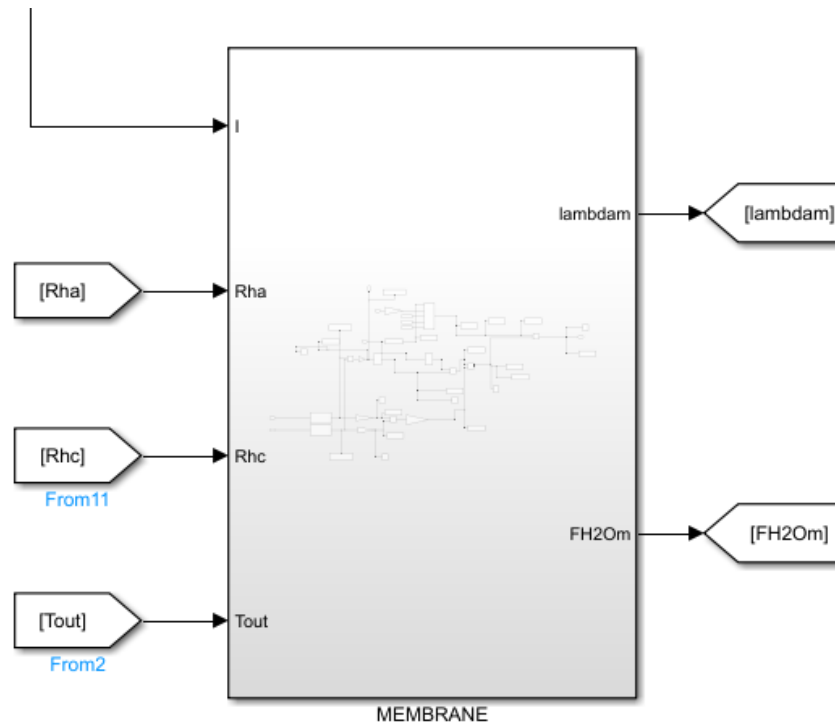 I
lambdam
[lambdam]
[Rha]
Rha
[Rhc]
Rhc
From11
FH2Om
[FH2Om]
[Tout]
Tout
From2
MEMBRANE